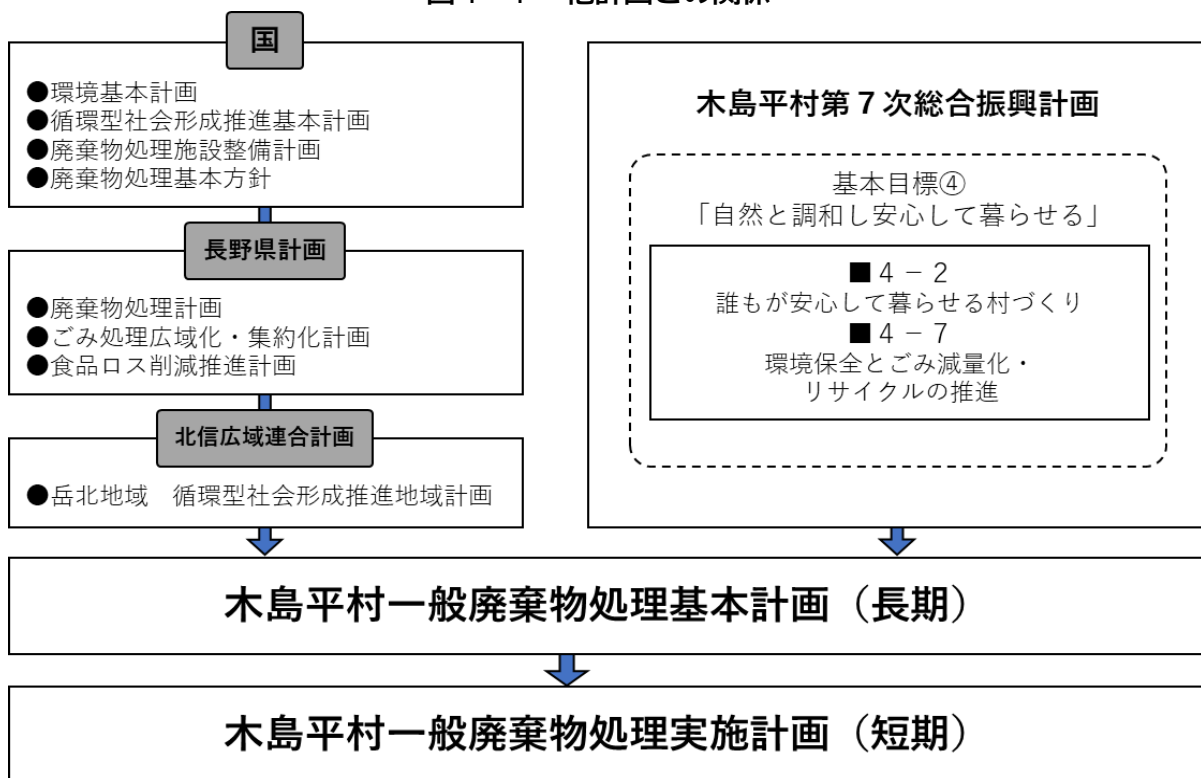 国
●環境基本計画
●循環型社会形成推進基本計画
●廃棄物処理施設整備計画
●廃棄物処理基本方針
長野県計画
●廃棄物処理計画
●ごみ処理広域化・集約化計画
●食品ロス削減推進計画
北信広域連合計画
●岳北地域　循環型社会形成推進地域計画
木島平村第７次総合振興計画
基本目標④
「自然と調和し安心して暮らせる」
■４－２
誰もが安心して暮らせる村づくり
■４－７
環境保全とごみ減量化・
リサイクルの推進
木島平村一般廃棄物処理基本計画（長期）
木島平村一般廃棄物処理実施計画（短期）